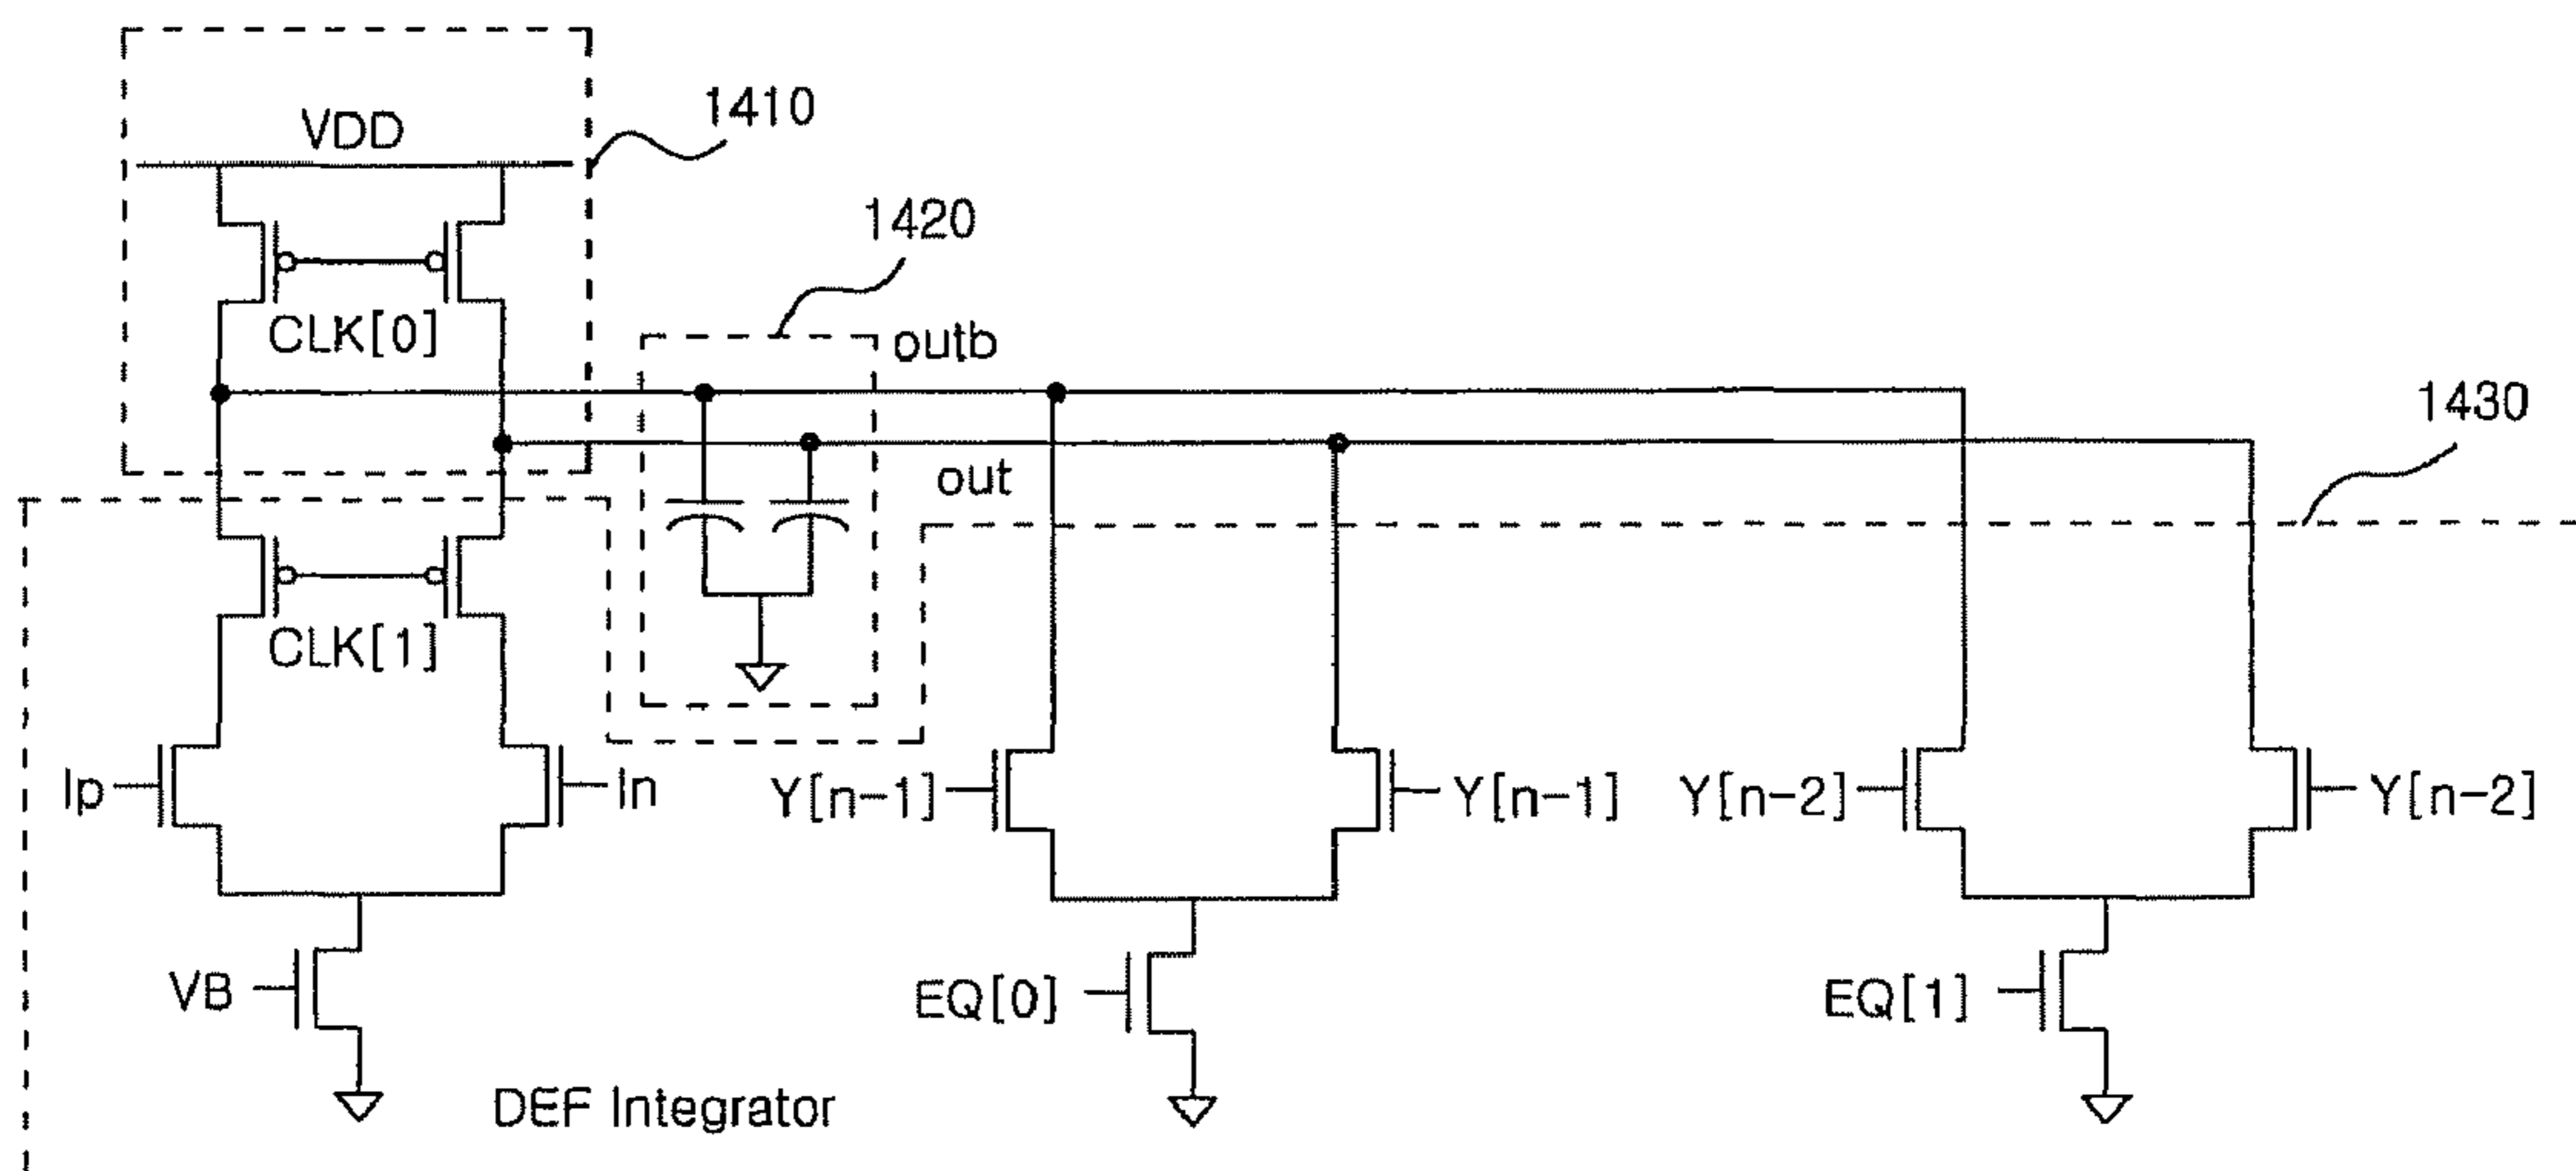 1410
VDD
1420
CLK[0]
outb
1430
out
CLK[1]
Ip
In
Y[n-1]
Y[n-1]
Y[n-2]
Y[n-2]
VB
EQ[0]
EQ[1]
DEF Integrator